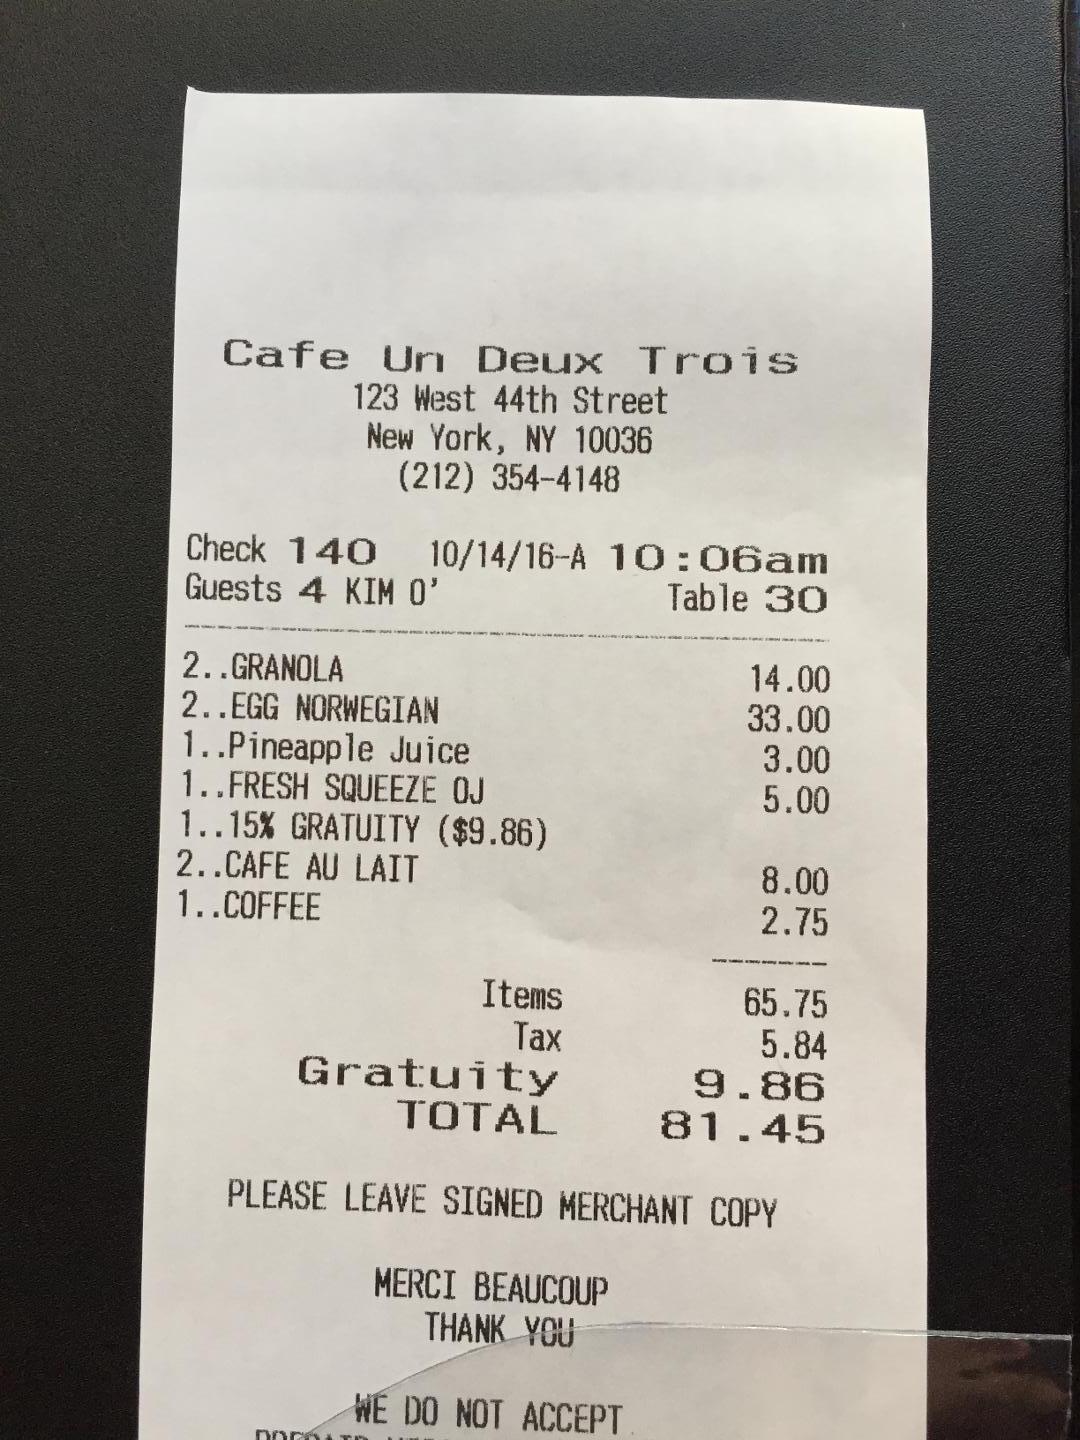 Cafe Un Deux Trois
123 West 44th Street
New York, NY 10036
(212) 354-4148
Check 140 10/14/16-A 10:06am
Guests 4 KIM O' Table 30
2..GRANOLA 14.00
2..EGG NORWEGIAN 33.00
1..Pineapple Juice 3.00
1..FRESH SQUEEZE OJ 5.00
1..15% GRATUITY ($9.86)
2..CAFE AU LAIT 8.00
1..COFFEE 2.75
Items 65.75
Tax 5.84
Gratuity 9.86
TOTAL 81.45
PLEASE LEAVE SIGNED MERCHANT COPY
MERCI BEAUCOUP
THANK YOU
WE DO NOT ACCEPT